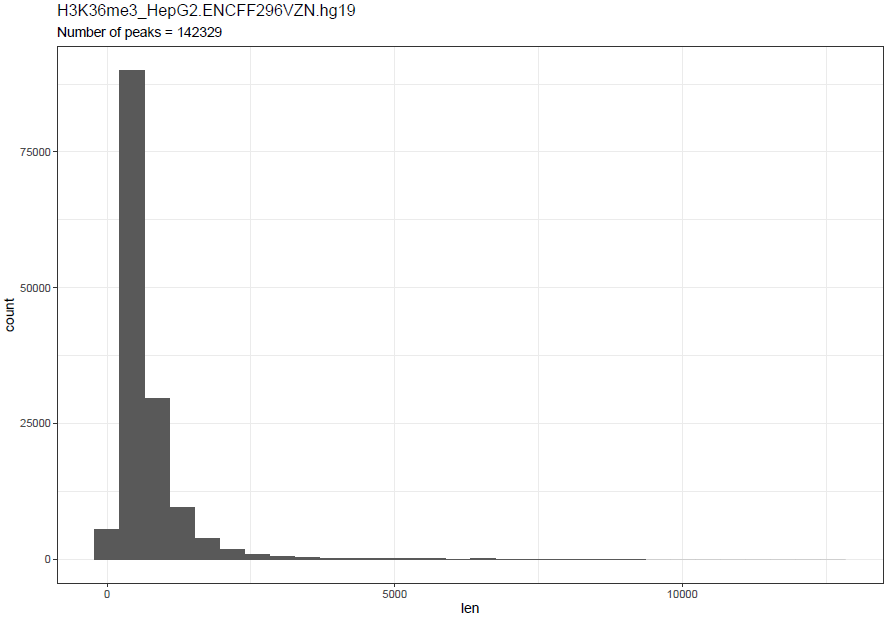 H3K36me3_HepG2.ENCFF296VZN.hg19
Number of peaks = 142329
75000
50000
25000
0
count
0 5000 10000
len